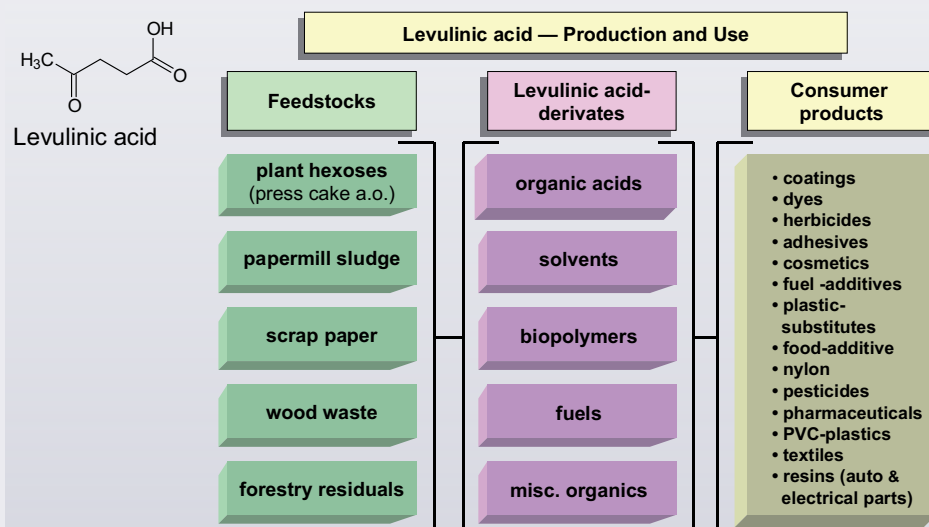 OH
H₃C
O
O
Levulinic acid
Levulinic acid — Production and Use
Feedstocks
plant hexoses
(press cake a.o.)
papermill sludge
scrap paper
wood waste
forestry residuals
Levulinic acid-
derivates
organic acids
solvents
biopolymers
fuels
misc. organics
Consumer
products
• coatings
• dyes
• herbicides
• adhesives
• cosmetics
• fuel -additives
• plastic-
substitutes
• food-additive
• nylon
• pesticides
• pharmaceuticals
• PVC-plastics
• textiles
• resins (auto &
electrical parts)